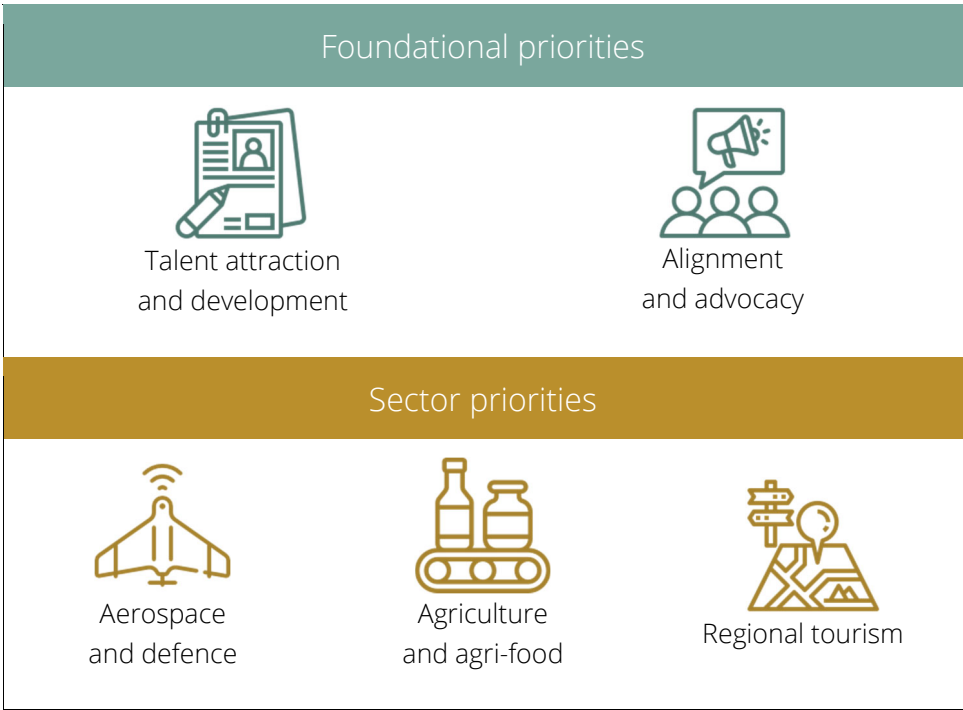 Foundational priorities
Talent attraction
and development
Alignment
and advocacy
Sector priorities
Aerospace
and defence
Agriculture
and agri-food
Regional tourism